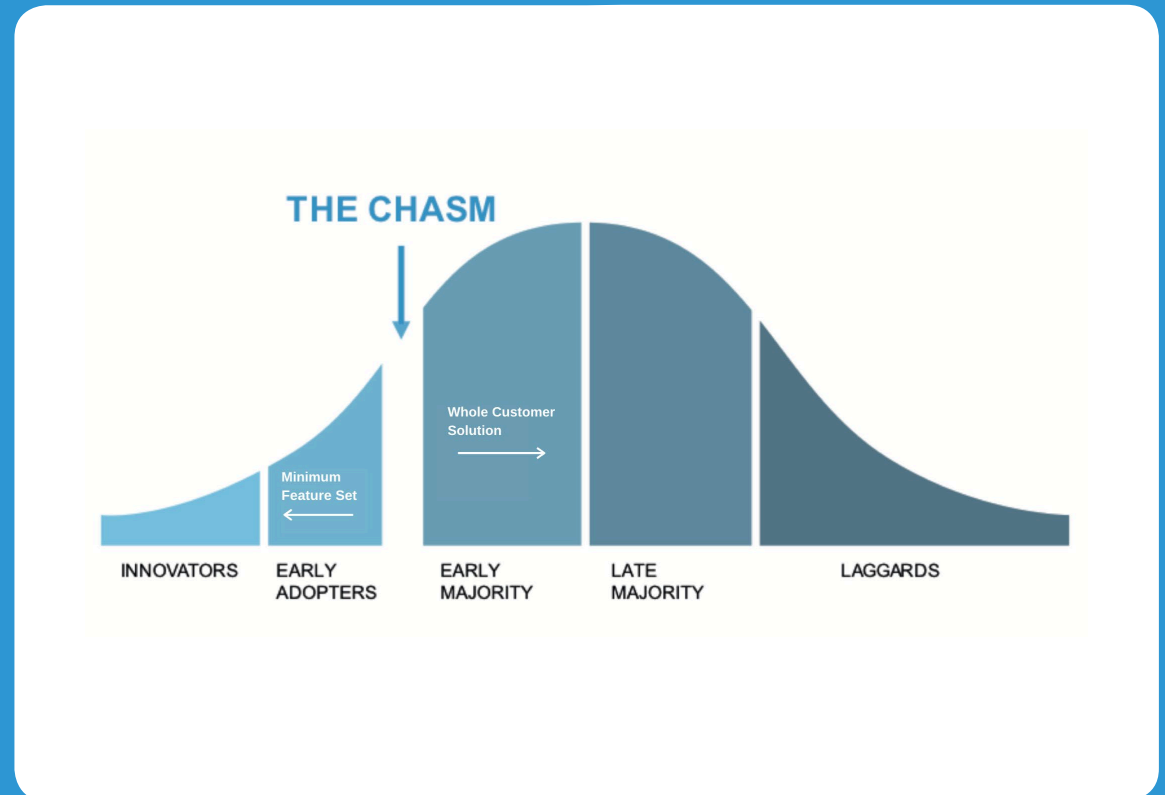 THE CHASM
Whole Customer
Solution
Minimum
Feature Set
INNOVATORS
EARLY
ADOPTERS
EARLY
MAJORITY
LATE
MAJORITY
LAGGARDS